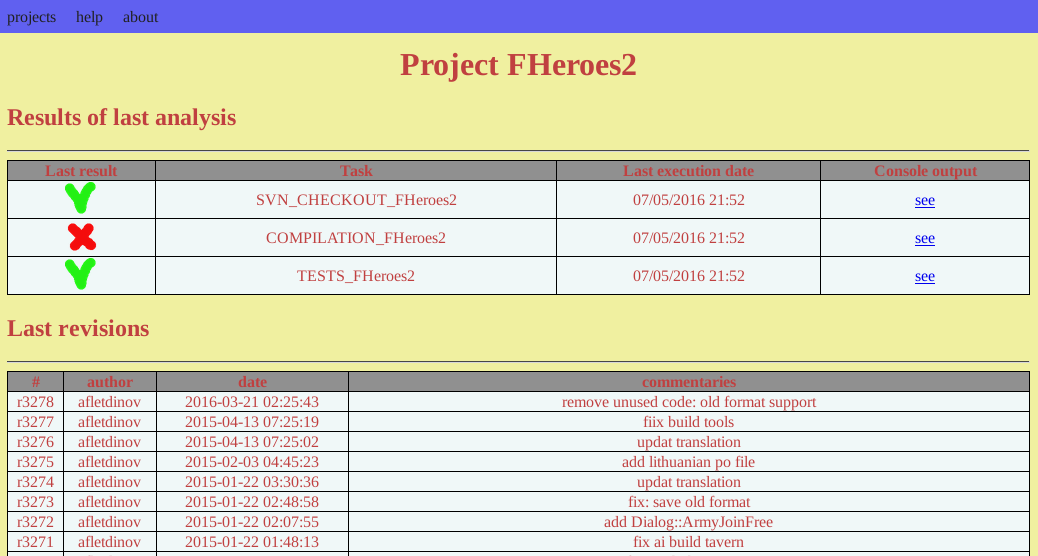 projects help about
Project FHeroes2
Results of last analysis
Last result Task Last execution date Console output
SVN_CHECKOUT_FHeroes2 07/05/2016 21:52 see
COMPILATION_FHeroes2 07/05/2016 21:52 see
TESTS_FHeroes2 07/05/2016 21:52 see
Last revisions
# author date commentaries
r3278 afletdinov 2016-03-21 02:25:43 remove unused code: old format support
r3277 afletdinov 2015-04-13 07:25:19 fiix build tools
r3276 afletdinov 2015-04-13 07:25:02 updat translation
r3275 afletdinov 2015-02-03 04:45:23 add lithuanian po file
r3274 afletdinov 2015-01-22 03:30:36 updat translation
r3273 afletdinov 2015-01-22 02:48:58 fix: save old format
r3272 afletdinov 2015-01-22 02:07:55 add Dialog::ArmyJoinFree
r3271 afletdinov 2015-01-22 01:48:13 fix ai build tavern